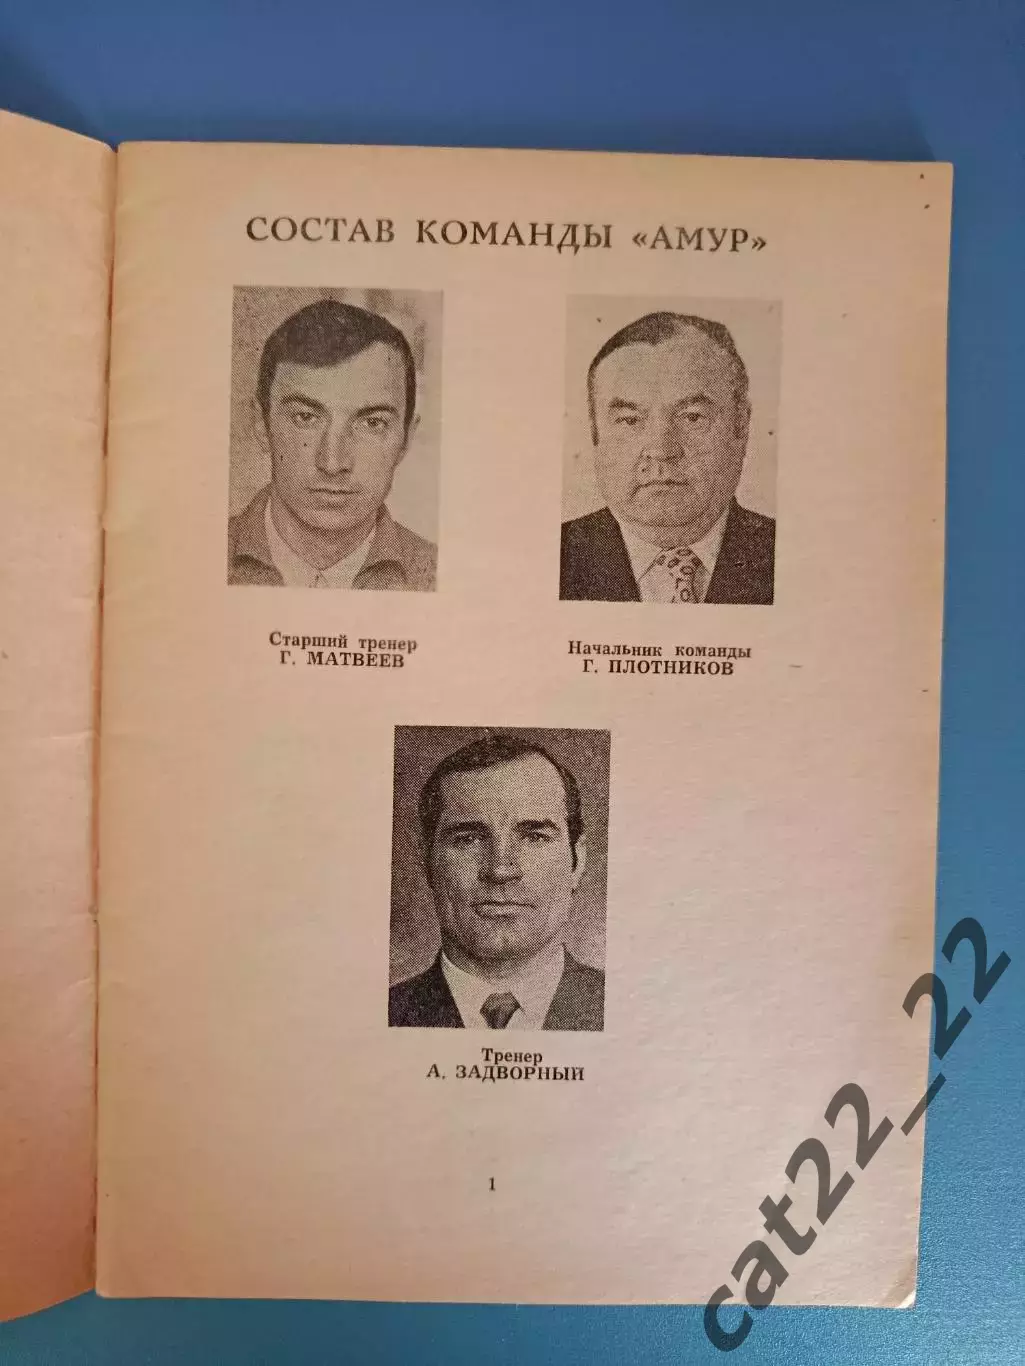 СОСТАВ КОМАНДЫ «АМУР»
Старший тренер
Г. МАТВЕЕВ
Начальник команды
Г. ПЛОТНИКОВ
Тренер
А. ЗАДВОРНЫЙ
1
cat22_22